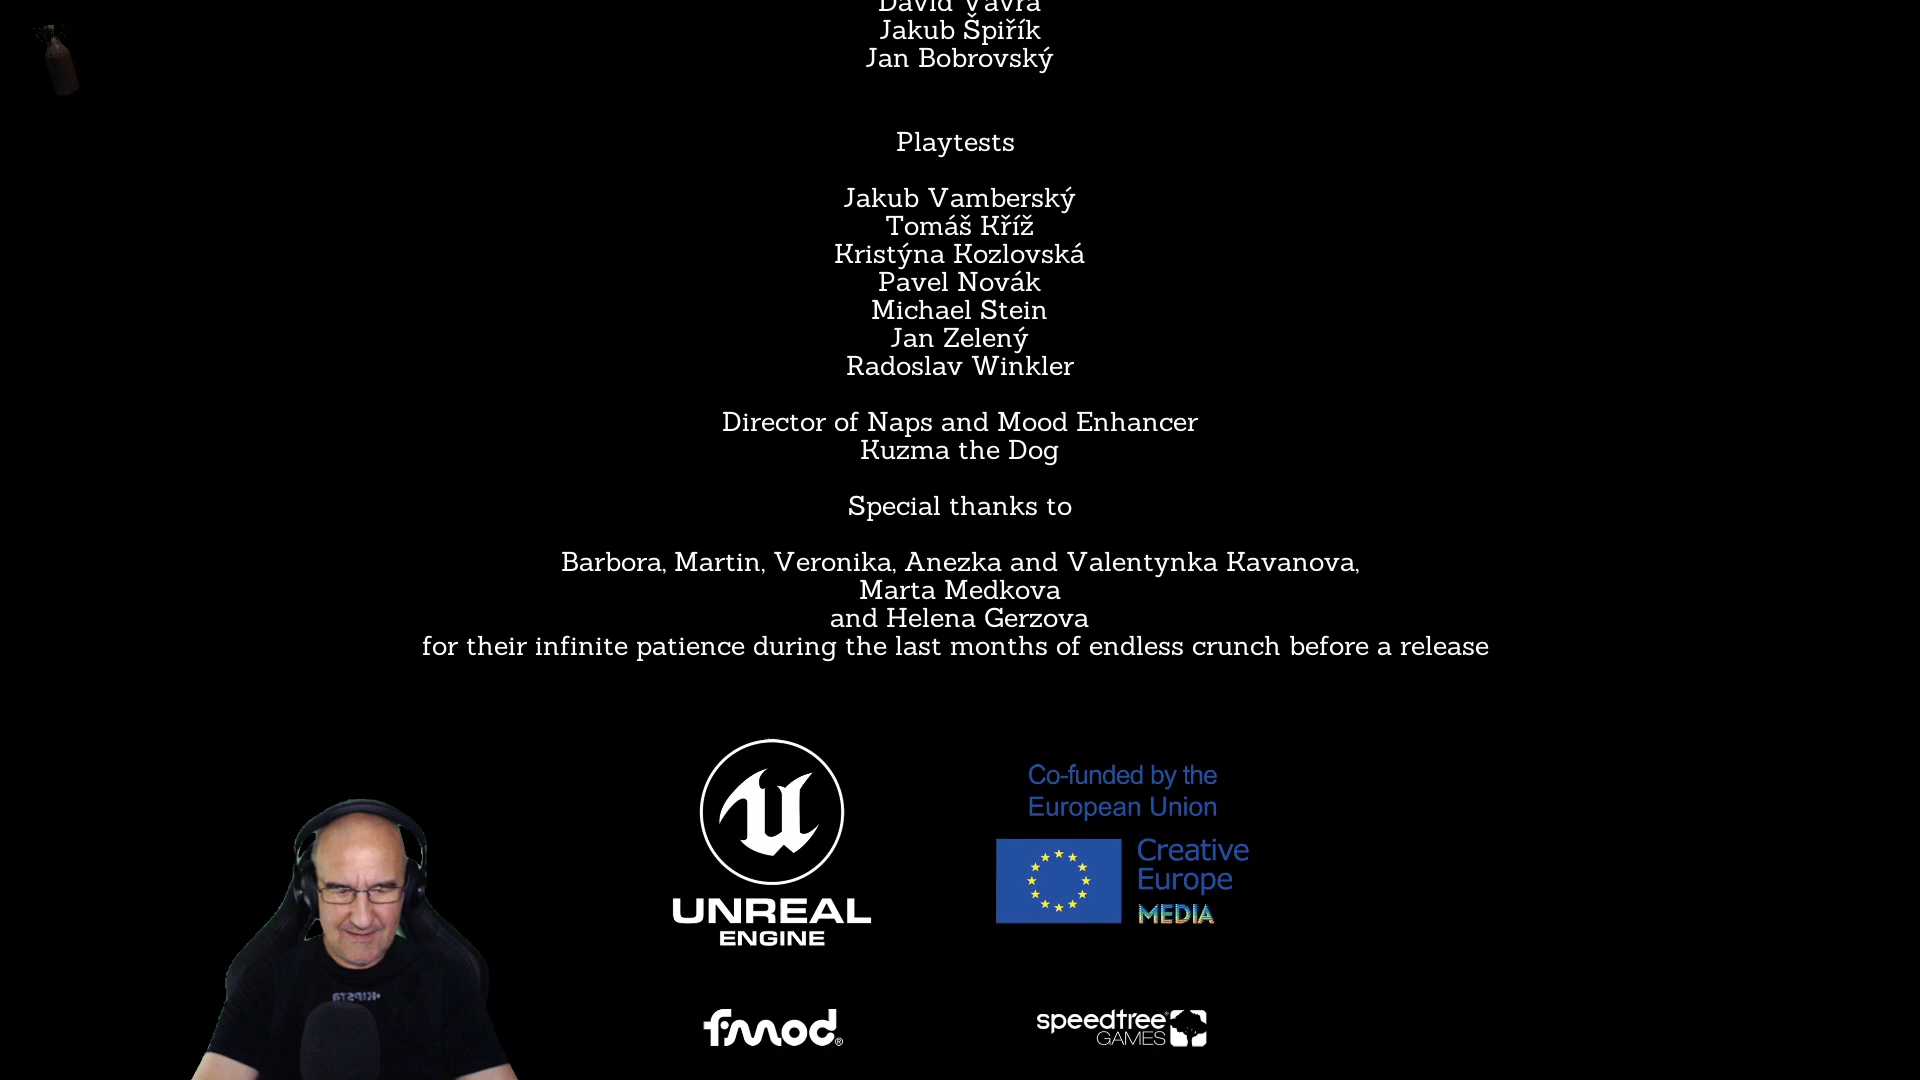 David Vávra
Jakub Špiřík
Jan Bobrovský
Playtests
Jakub Vamberský
Tomáš Kříž
Kristýna Kozlovská
Pavel Novák
Michael Stein
Jan Zelený
Radoslav Winkler
Director of Naps and Mood Enhancer
Kuzma the Dog
Special thanks to
Barbora, Martin, Veronika, Anezka and Valentynka Kavanova,
Marta Medkova
and Helena Gerzova
for their infinite patience during the last months of endless crunch before a release
UNREAL
ENGINE
Co-funded by the
European Union
Creative
Europe
MEDIA
KIPSTA
fmod®
speedtree®
GAMES